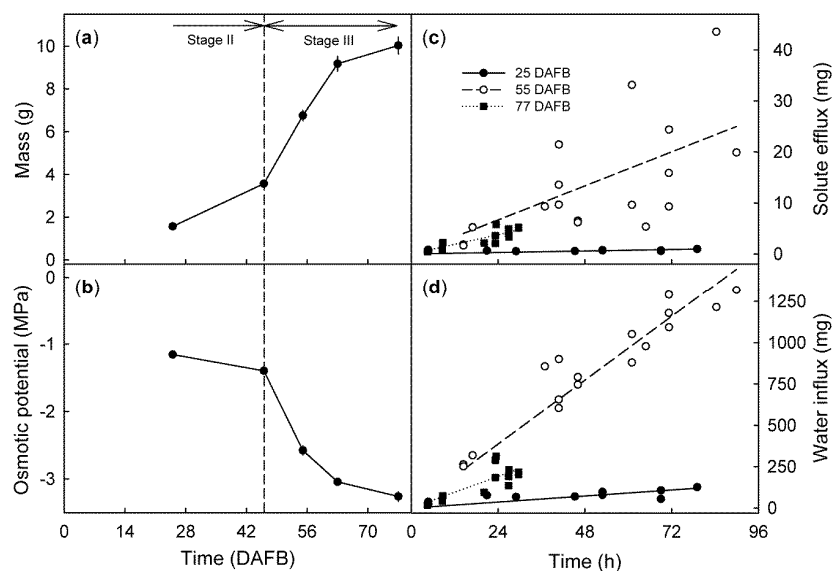 (a)
Stage II
Stage III
Mass (g)
10
8
6
4
2
(b)
Osmotic potential (MPa)
0
-1
-2
-3
0 14 28 42 56 70
Time (DAFB)
(c)
25 DAFB
55 DAFB
77 DAFB
Solute efflux (mg)
40
30
20
10
0
(d)
Water influx (mg)
1250
1000
750
500
250
0
0 24 48 72 96
Time (h)